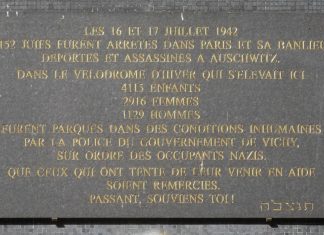 LES 16 ET 17 JUILLET 1942
152 JUIFS FURENT ARRETES DANS PARIS ET SA BANLIEU
DEPORTES ET ASSASSINES A AUSCHWITZ.
DANS LE VELODROME D'HIVER QUI S'ELEVAIT ICI
4115 ENFANTS
2916 FEMMES
1129 HOMMES
FURENT PARQUES DANS DES CONDITIONS INHUMAINES
PAR LA POLICE DU GOUVERNEMENT DE VICHY,
SUR ORDRE DES OCCUPANTS NAZIS.
QUE CEUX QUI ONT TENTE DE LEUR VENIR EN AIDE
SOIENT REMERCIES.
PASSANT, SOUVIENS TOI !
תנצב"ה